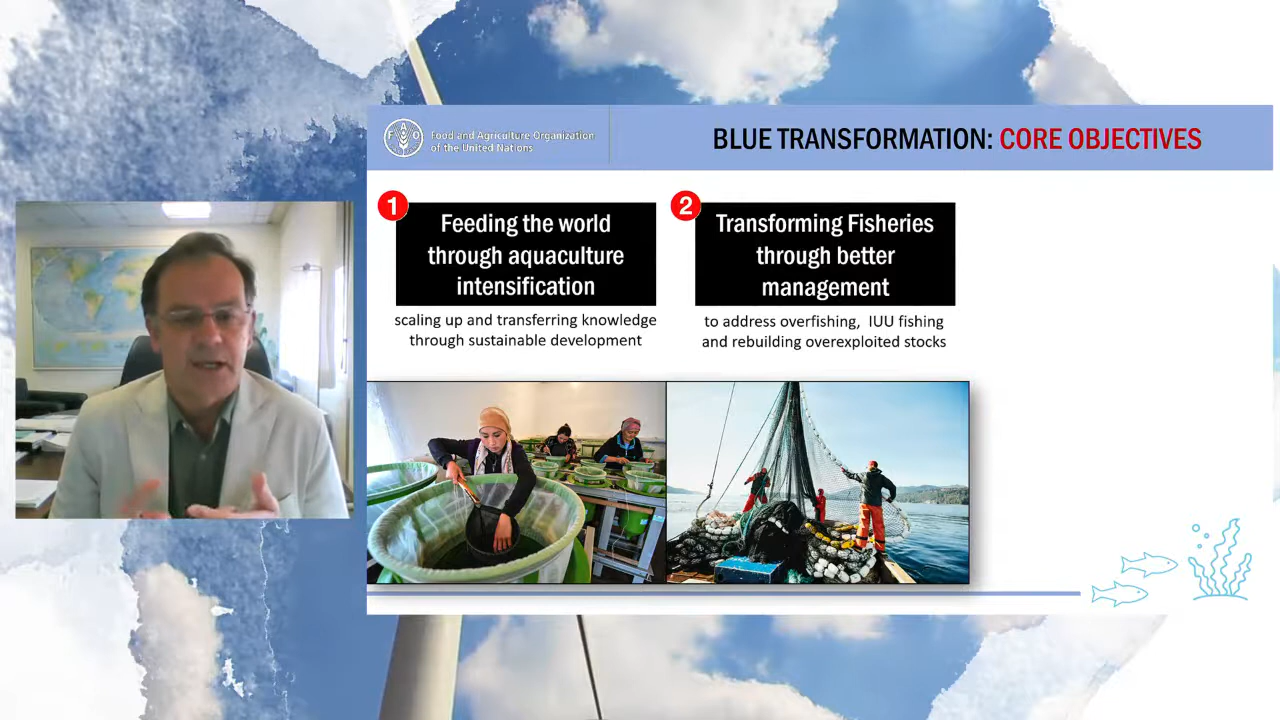 FAO
Food and Agriculture Organization
of the United Nations
BLUE TRANSFORMATION: CORE OBJECTIVES
1
Feeding the world
through aquaculture
intensification
scaling up and transferring knowledge
through sustainable development
2
Transforming Fisheries
through better
management
to address overfishing, IUU fishing
and rebuilding overexploited stocks